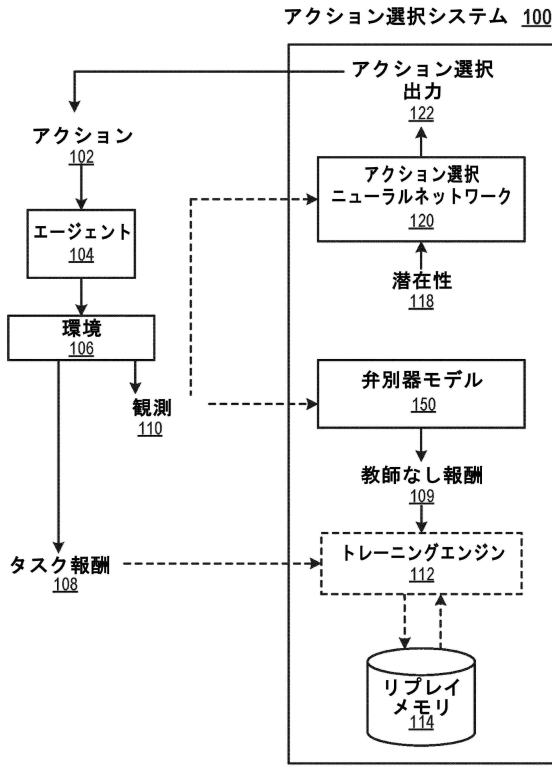 アクション選択システム 100
アクション選択
出力
122
アクション
102
アクション選択
ニューラルネットワーク
120
エージェント
104
潜在性
118
環境
106
弁別器モデル
150
観測
110
教師なし報酬
109
トレーニングエンジン
112
タスク報酬
108
リプレイ
メモリ
114